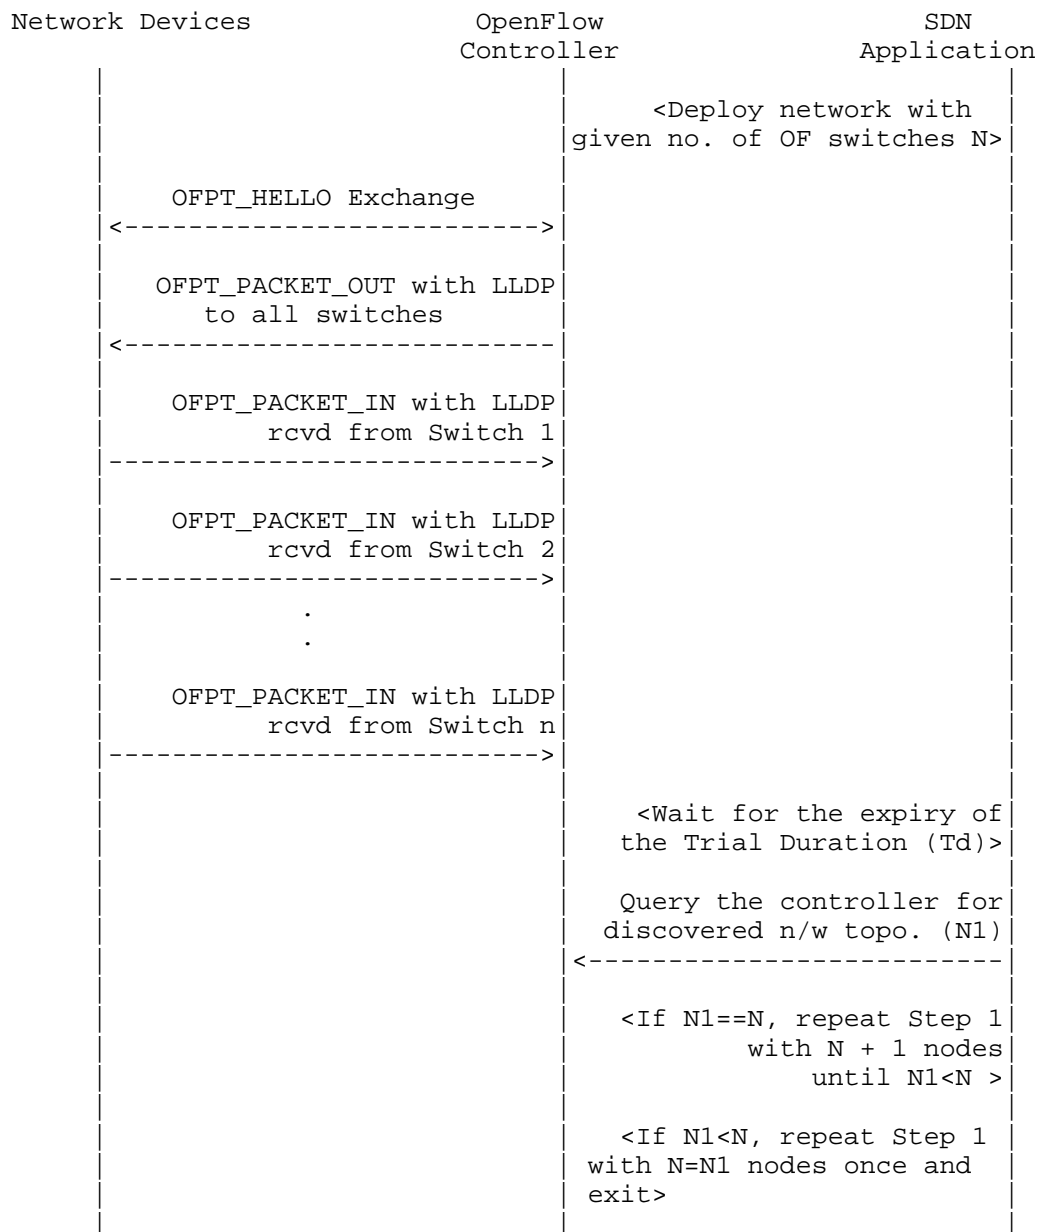 Network Devices OpenFlow SDN
Controller Application
<Deploy network with
given no. of OF switches N>
OFPT_HELLO Exchange
<-------------------------->
OFPT_PACKET_OUT with LLDP
to all switches
<---------------------------
OFPT_PACKET_IN with LLDP
rcvd from Switch 1
--------------------------->
OFPT_PACKET_IN with LLDP
rcvd from Switch 2
--------------------------->
.
.
OFPT_PACKET_IN with LLDP
rcvd from Switch n
--------------------------->
<Wait for the expiry of
the Trial Duration (Td)>
Query the controller for
discovered n/w topo. (N1)
<--------------------------
<If N1==N, repeat Step 1
with N + 1 nodes
until N1<N >
<If N1<N, repeat Step 1
with N=N1 nodes once and
exit>